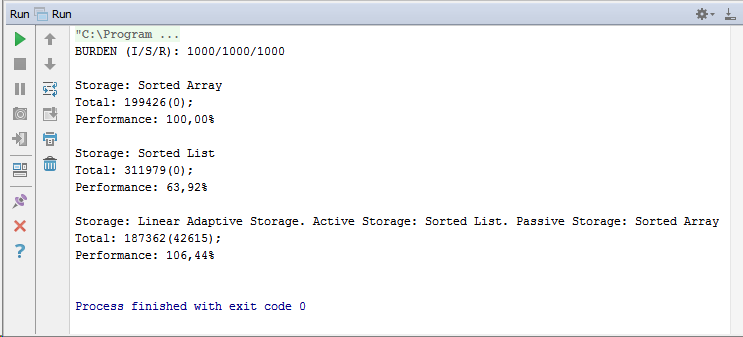 Run Run
"C:\Program ...
BURDEN (I/S/R): 1000/1000/1000
Storage: Sorted Array
Total: 199426(0);
Performance: 100,00%
Storage: Sorted List
Total: 311979(0);
Performance: 63,92%
Storage: Linear Adaptive Storage. Active Storage: Sorted List. Passive Storage: Sorted Array
Total: 187362(42615);
Performance: 106,44%
Process finished with exit code 0